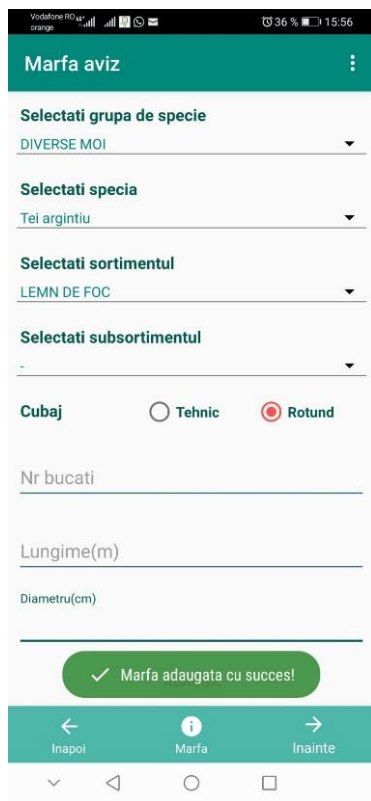 Vodafone RO
orange
36 % 15:56
Marfa aviz
Selectati grupa de specie
DIVERSE MOI
Selectati specia
Tei argintiu
Selectati sortimentul
LEMN DE FOC
Selectati subsortimentul
-
Cubaj Tehnic Rotund
Nr bucati
Lungime(m)
Diametru(cm)
Marfa adaugata cu succes!
Inapoi Marfa Inainte